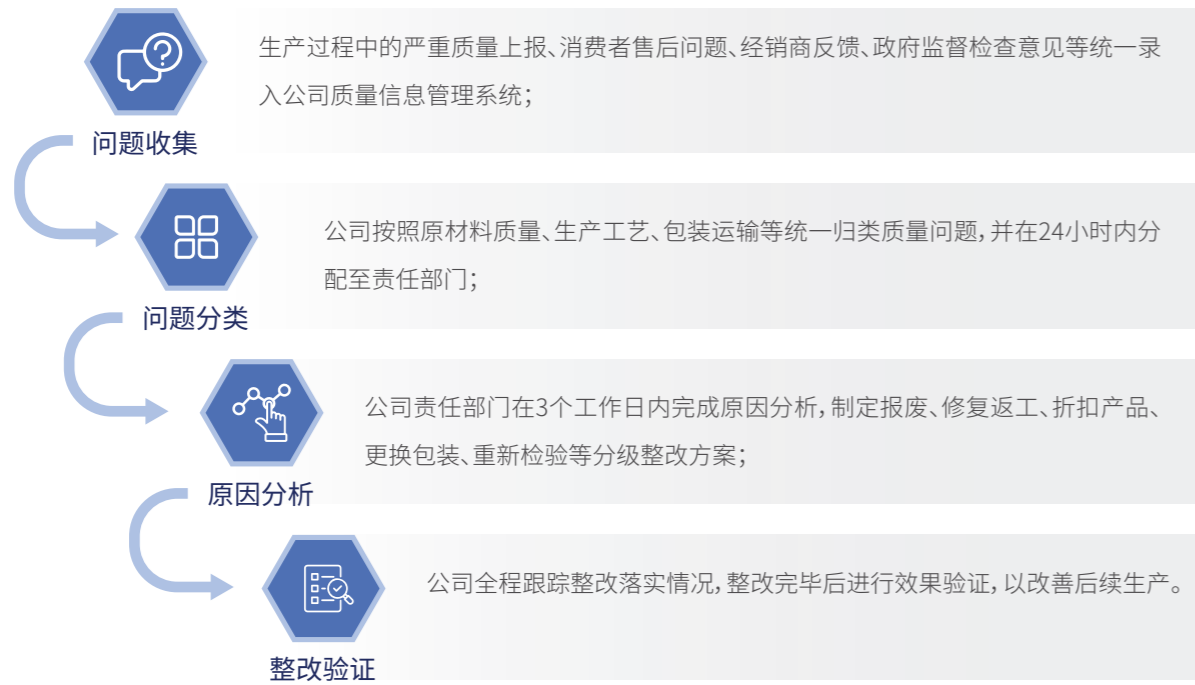 生产过程中的严重质量上报、消费者售后问题、经销商反馈、政府监督检查意见等统一录
入公司质量信息管理系统；
问题收集
公司按照原材料质量、生产工艺、包装运输等统一归类质量问题，并在24小时内分
配至责任部门；
问题分类
公司责任部门在3个工作日内完成原因分析，制定报废、修复返工、折扣产品、
更换包装、重新检验等分级整改方案；
原因分析
公司全程跟踪整改落实情况，整改完毕后进行效果验证，以改善后续生产。
整改验证